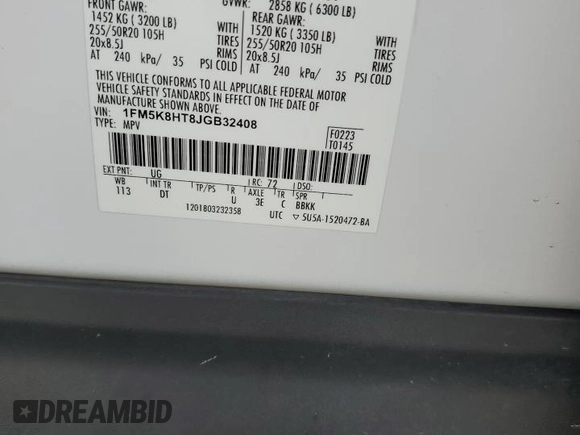 FRONT GAWR:
GVWR: 2858 KG ( 6300 LB)
1452 KG ( 3200 LB)
255/50R20 105H
20x8.5J
AT 240 kPa/ 35
WITH
TIRES
RIMS
PSI COLD
REAR GAWR:
1520 KG ( 3350 LB)
255/50R20 105H
20x8.5J
AT 240 kPa/ 35
WITH
TIRES
RIMS
PSI COLD
THIS VEHICLE CONFORMS TO ALL APPLICABLE FEDERAL MOTOR
VEHICLE SAFETY STANDARDS IN EFFECT ON THE DATE OF
MANUFACTURE SHOWN ABOVE.
VIN: 1FM5K8HT8JGB32408
TYPE: MPV
F0223
T0145
EXT PNT: UG RC: 72 DSO:
WB INT TR TP/PS R AXLE TR SPR
113 DT U 3E C BBKK
1201803232358
UTC ▽ 5U5A-1520472-BA
DREAMBID